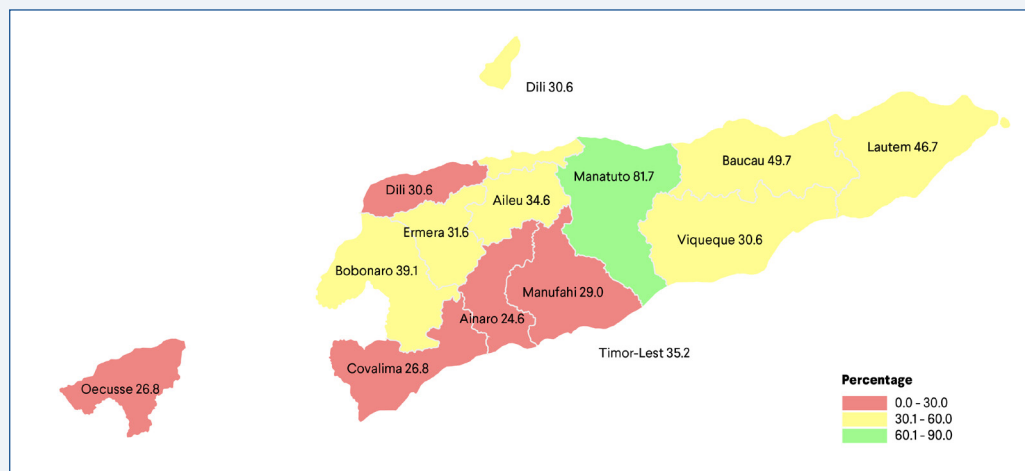 Dili 30.6
Lautem 46.7
Baucau 49.7
Manatuto 81.7
Dili 30.6
Aileu 34.6
Ermera 31.6
Viqueque 30.6
Bobonaro 39.1
Manufahi 29.0
Ainaro 24.6
Timor-Lest 35.2
Covalima 26.8
Oecusse 26.8
Percentage
0.0 - 30.0
30.1 - 60.0
60.1 - 90.0